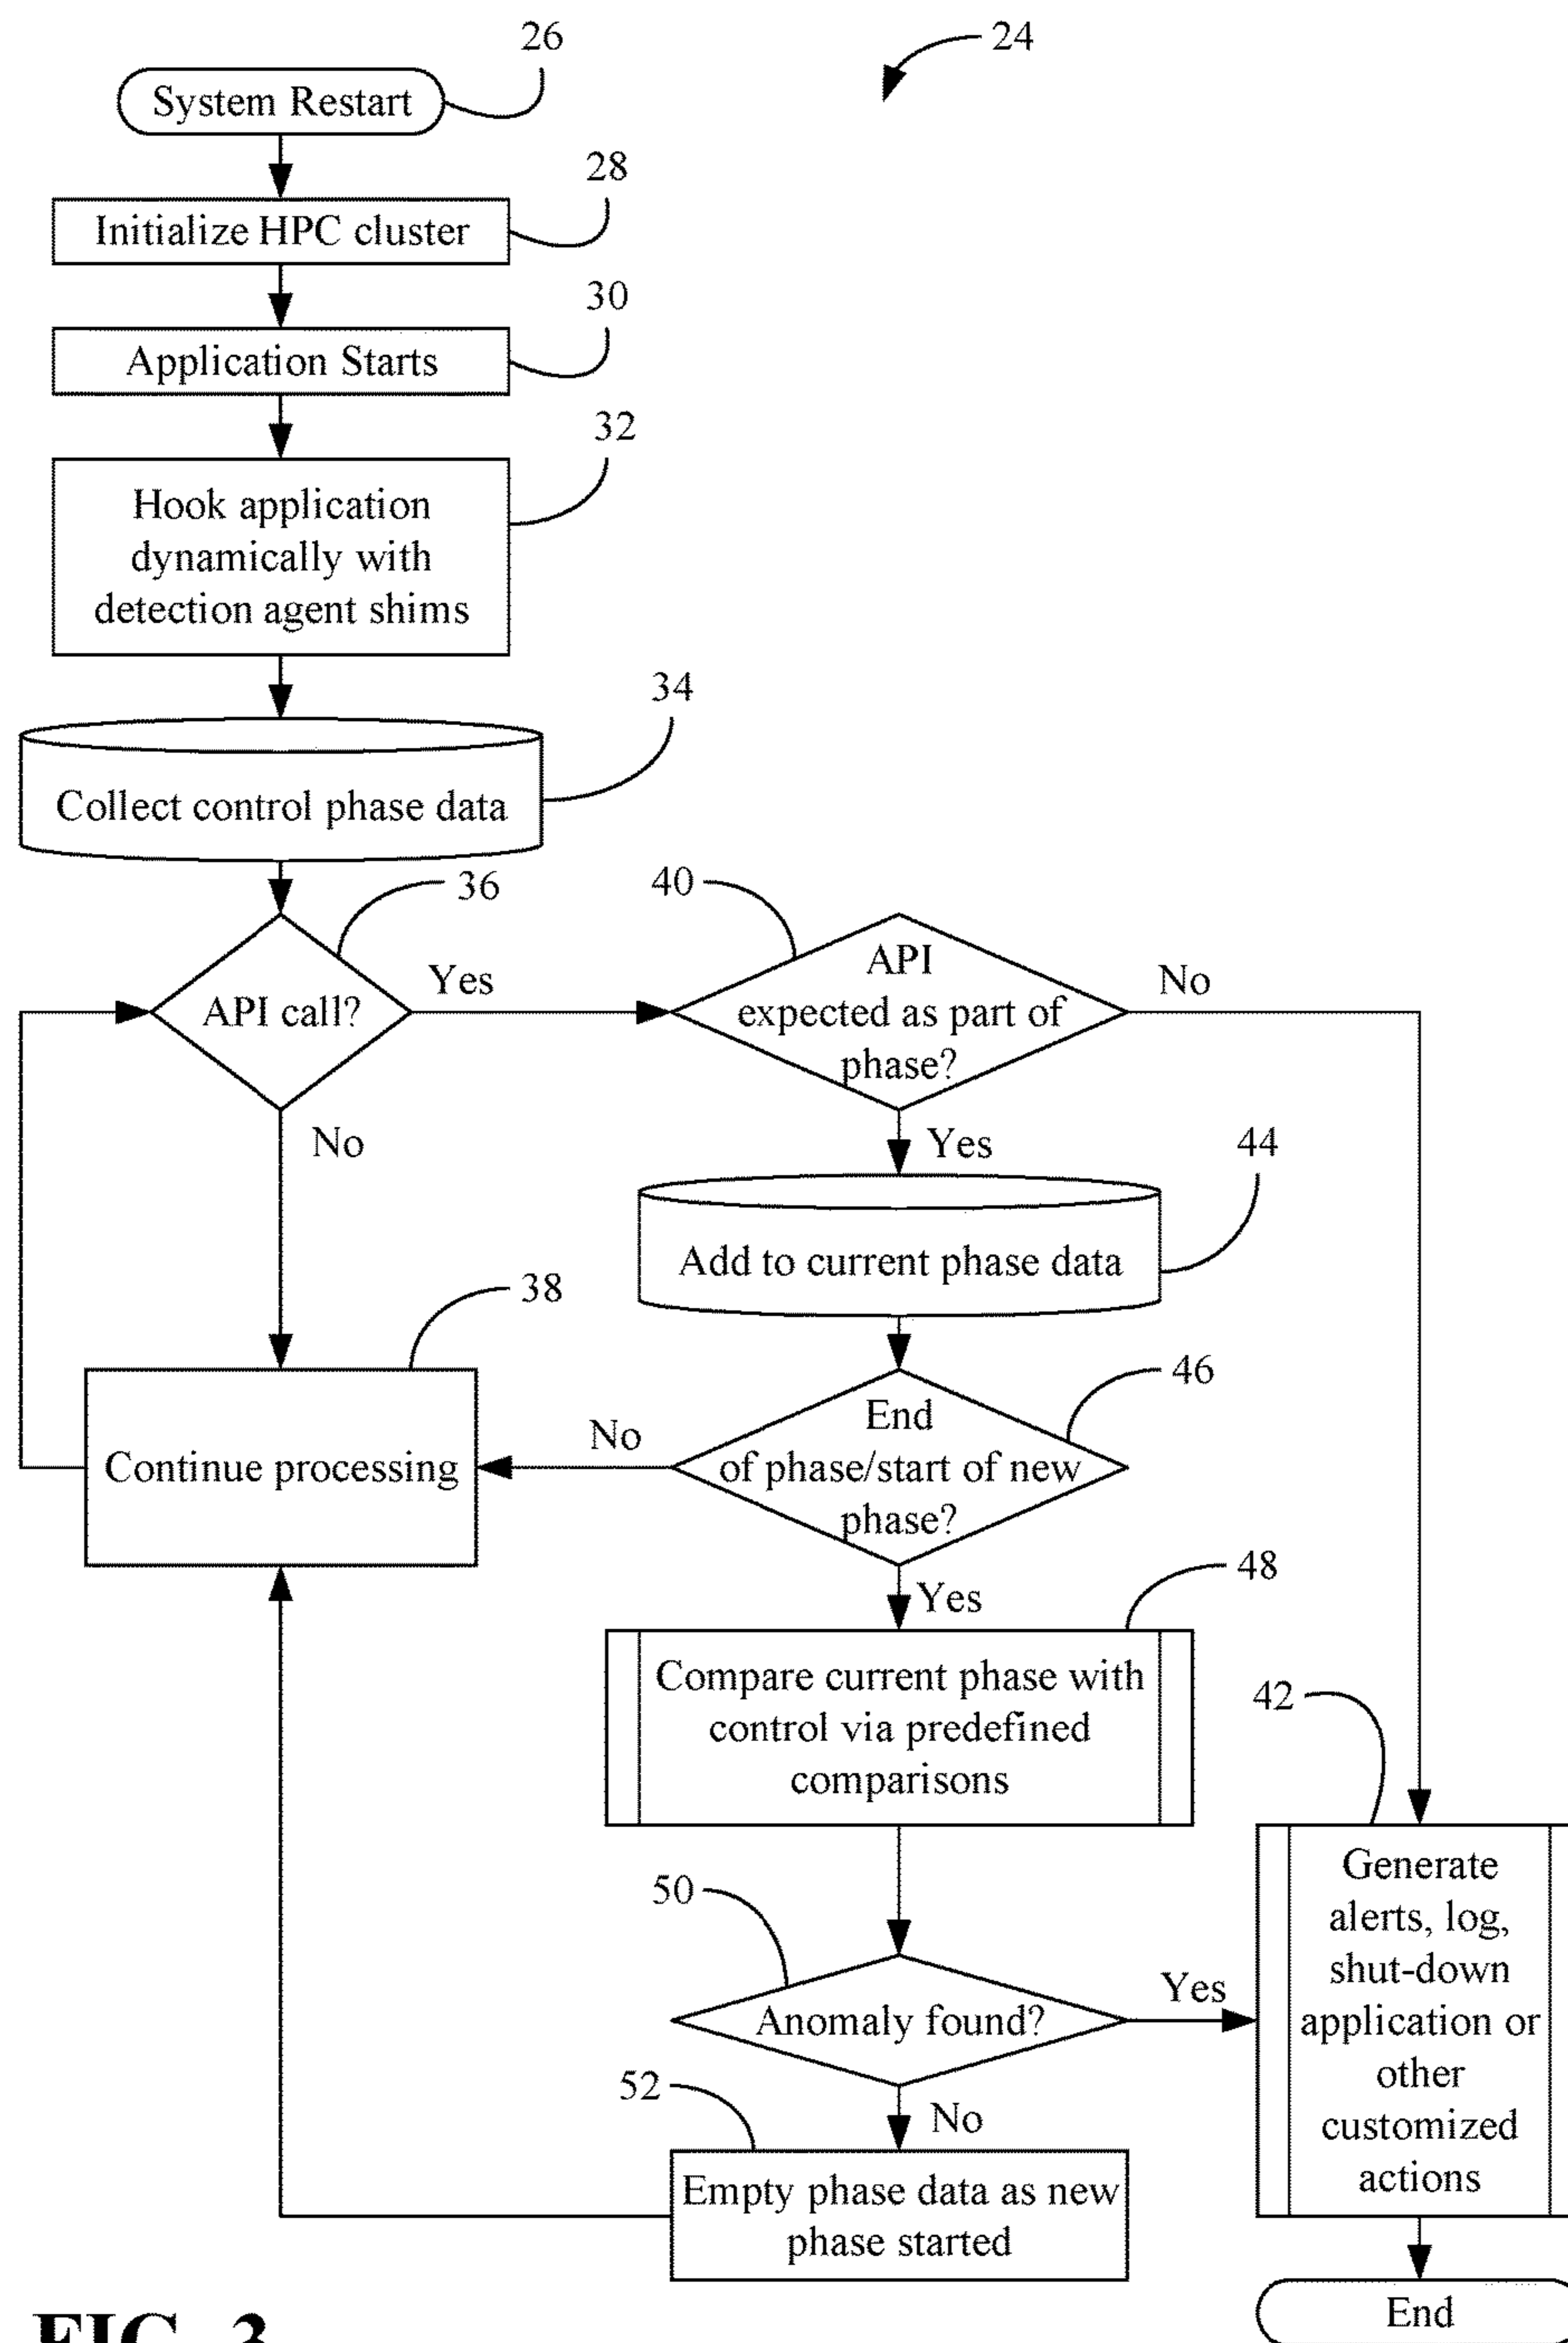 26
24
System Restart
28
Initialize HPC cluster
30
Application Starts
32
Hook application
dynamically with
detection agent shims
34
Collect control phase data
36
40
API call?
Yes
API
expected as part of
phase?
No
No
Yes
44
Add to current phase data
38
46
End
of phase/start of new
phase?
No
Continue processing
Yes
48
Compare current phase with
control via predefined
comparisons
42
Generate
alerts, log,
shut-down
application or
other
customized
actions
50
Anomaly found?
Yes
52
No
Empty phase data as new
phase started
End
FIG. 3